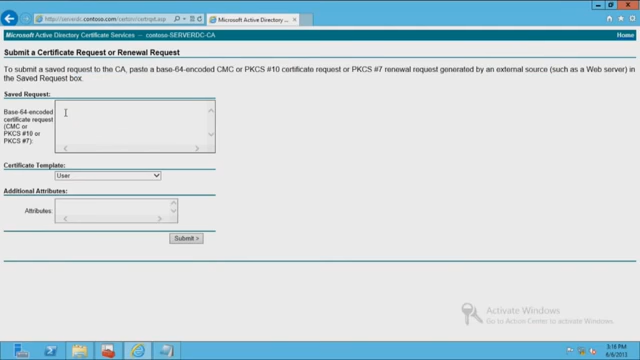 http://serverdc.contoso.com/certsrv/certrqxt.asp
Microsoft Active Directory ...
Microsoft Active Directory Certificate Services -- contoso-SERVERDC-CA
Home
Submit a Certificate Request or Renewal Request
To submit a saved request to the CA, paste a base-64-encoded CMC or PKCS #10 certificate request or PKCS #7 renewal request generated by an external source (such as a Web server) in
the Saved Request box.
Saved Request:
Base-64-encoded
certificate request
(CMC or
PKCS #10 or
PKCS #7):
Certificate Template:
User
Additional Attributes:
Attributes:
Submit >
Activate Windows
Go to Action Center to activate Windows.
3:16 PM